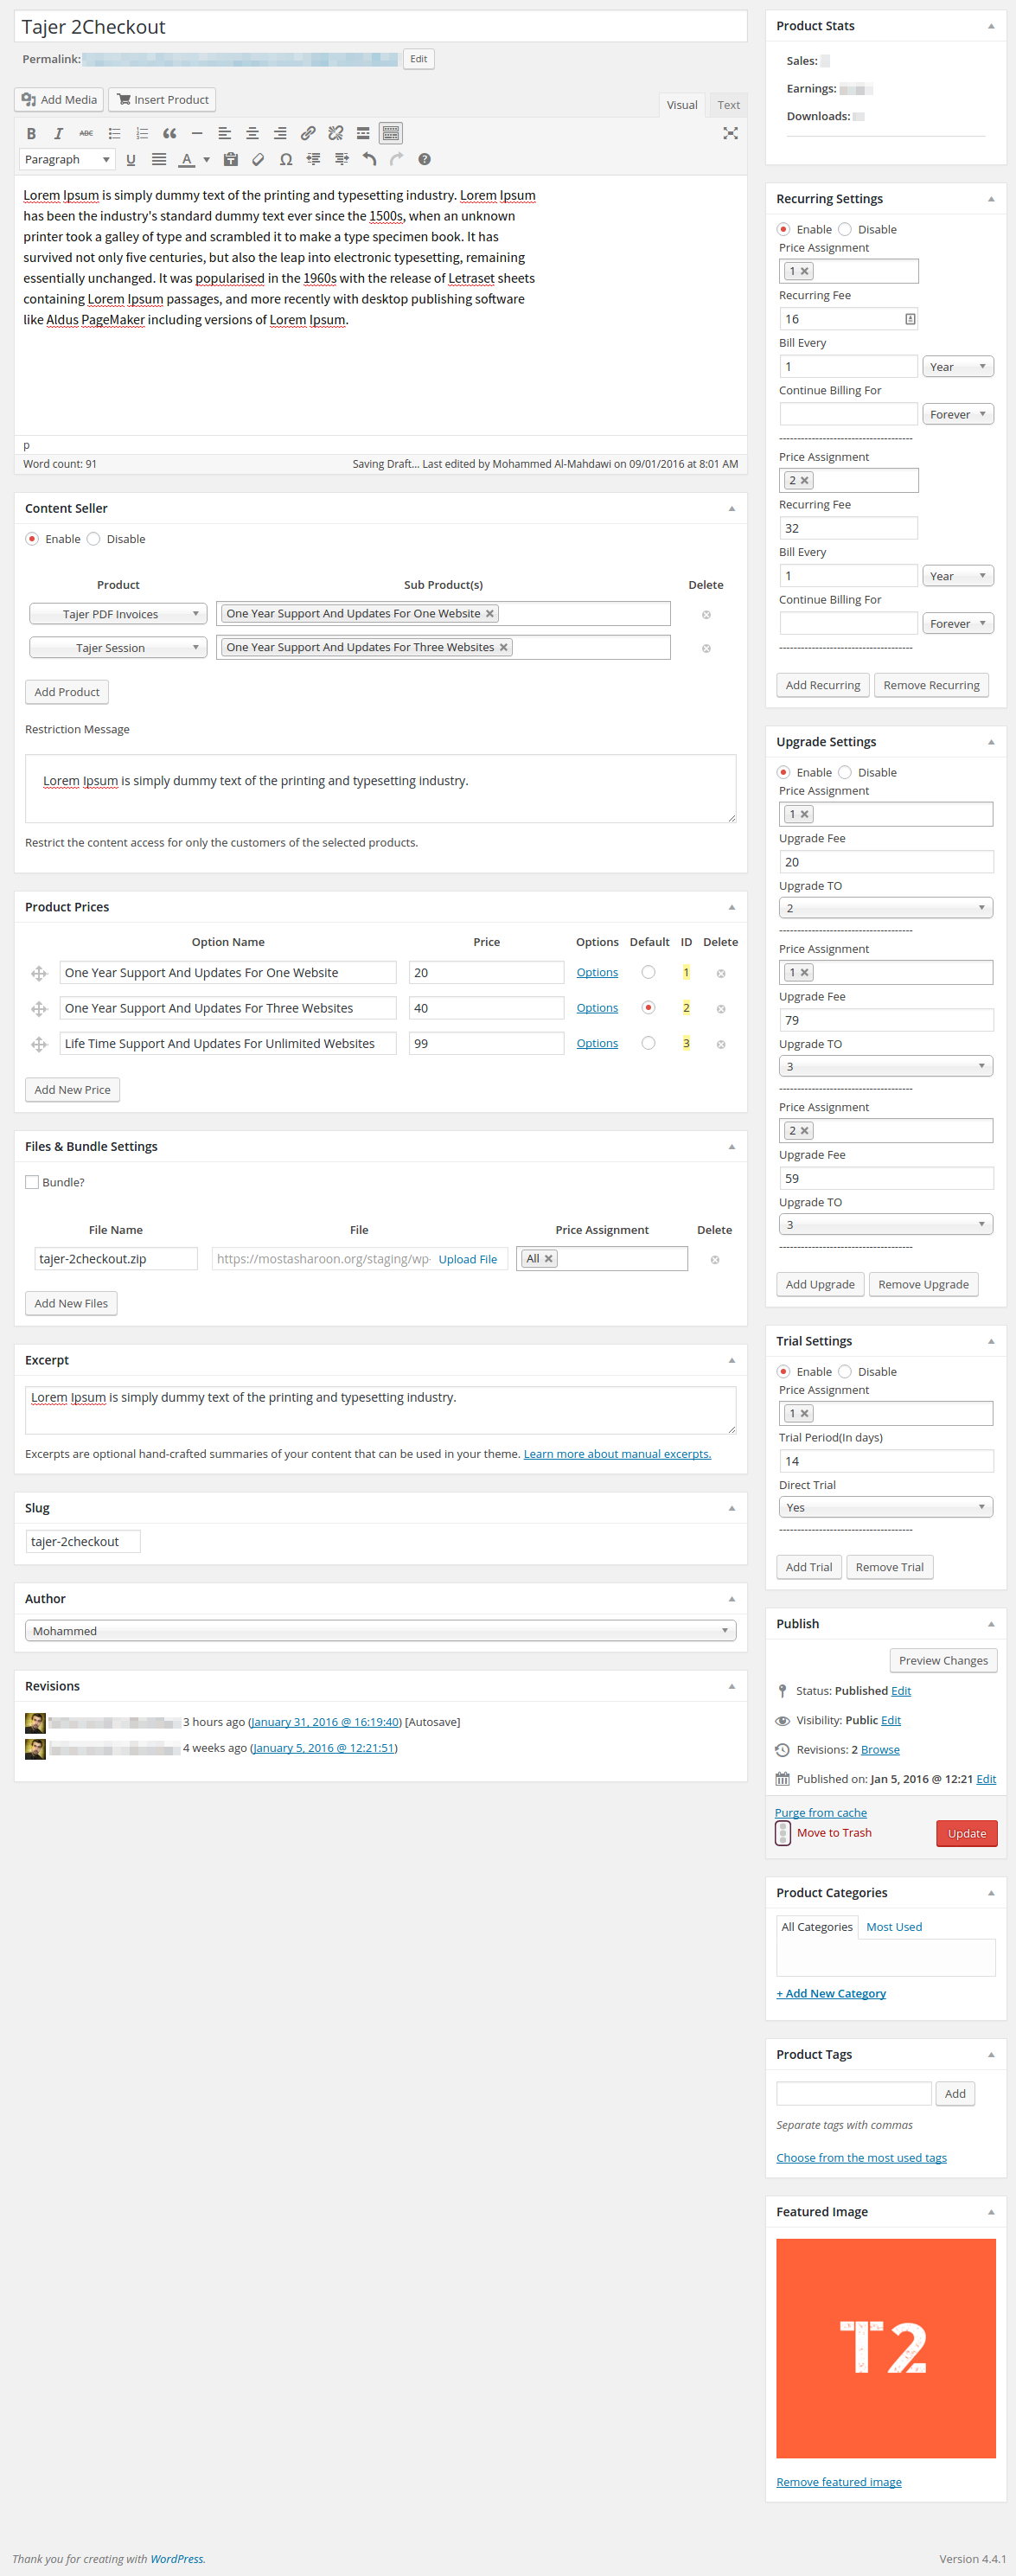 Tajer 2Checkout
Permalink:
Edit
Add Media
Insert Product
Visual
Text
B I ABC
Paragraph
U A
Lorem Ipsum is simply dummy text of the printing and typesetting industry. Lorem Ipsum
has been the industry's standard dummy text ever since the 1500s, when an unknown
printer took a galley of type and scrambled it to make a type specimen book. It has
survived not only five centuries, but also the leap into electronic typesetting, remaining
essentially unchanged. It was popularised in the 1960s with the release of Letraset sheets
containing Lorem Ipsum passages, and more recently with desktop publishing software
like Aldus PageMaker including versions of Lorem Ipsum.
p
Word count: 91
Saving Draft... Last edited by Mohammed Al-Mahdawi on 09/01/2016 at 8:01 AM
Content Seller
Enable Disable
Product Sub Product(s) Delete
Tajer PDF Invoices One Year Support And Updates For One Website
Tajer Session One Year Support And Updates For Three Websites
Add Product
Restriction Message
Lorem Ipsum is simply dummy text of the printing and typesetting industry.
Restrict the content access for only the customers of the selected products.
Product Prices
Option Name Price Options Default ID Delete
One Year Support And Updates For One Website 20 Options 1
One Year Support And Updates For Three Websites 40 Options 2
Life Time Support And Updates For Unlimited Websites 99 Options 3
Add New Price
Files & Bundle Settings
Bundle?
File Name File Price Assignment Delete
tajer-2checkout.zip https://mostasharoon.org/staging/wp- Upload File All
Add New Files
Excerpt
Lorem Ipsum is simply dummy text of the printing and typesetting industry.
Excerpts are optional hand-crafted summaries of your content that can be used in your theme. Learn more about manual excerpts.
Slug
tajer-2checkout
Author
Mohammed
Revisions
3 hours ago (January 31, 2016 @ 16:19:40) [Autosave]
4 weeks ago (January 5, 2016 @ 12:21:51)
Product Stats
Sales:
Earnings:
Downloads:
Recurring Settings
Enable Disable
Price Assignment
1
Recurring Fee
16
Bill Every
1 Year
Continue Billing For
Forever
-------------------------------------
Price Assignment
2
Recurring Fee
32
Bill Every
1 Year
Continue Billing For
Forever
-------------------------------------
Add Recurring Remove Recurring
Upgrade Settings
Enable Disable
Price Assignment
1
Upgrade Fee
20
Upgrade TO
2
-------------------------------------
Price Assignment
1
Upgrade Fee
79
Upgrade TO
3
-------------------------------------
Price Assignment
2
Upgrade Fee
59
Upgrade TO
3
-------------------------------------
Add Upgrade Remove Upgrade
Trial Settings
Enable Disable
Price Assignment
1
Trial Period(In days)
14
Direct Trial
Yes
-------------------------------------
Add Trial Remove Trial
Publish
Preview Changes
Status: Published Edit
Visibility: Public Edit
Revisions: 2 Browse
Published on: Jan 5, 2016 @ 12:21 Edit
Purge from cache
Move to Trash
Update
Product Categories
All Categories Most Used
+ Add New Category
Product Tags
Add
Separate tags with commas
Choose from the most used tags
Featured Image
T2
Remove featured image
Thank you for creating with WordPress.
Version 4.4.1